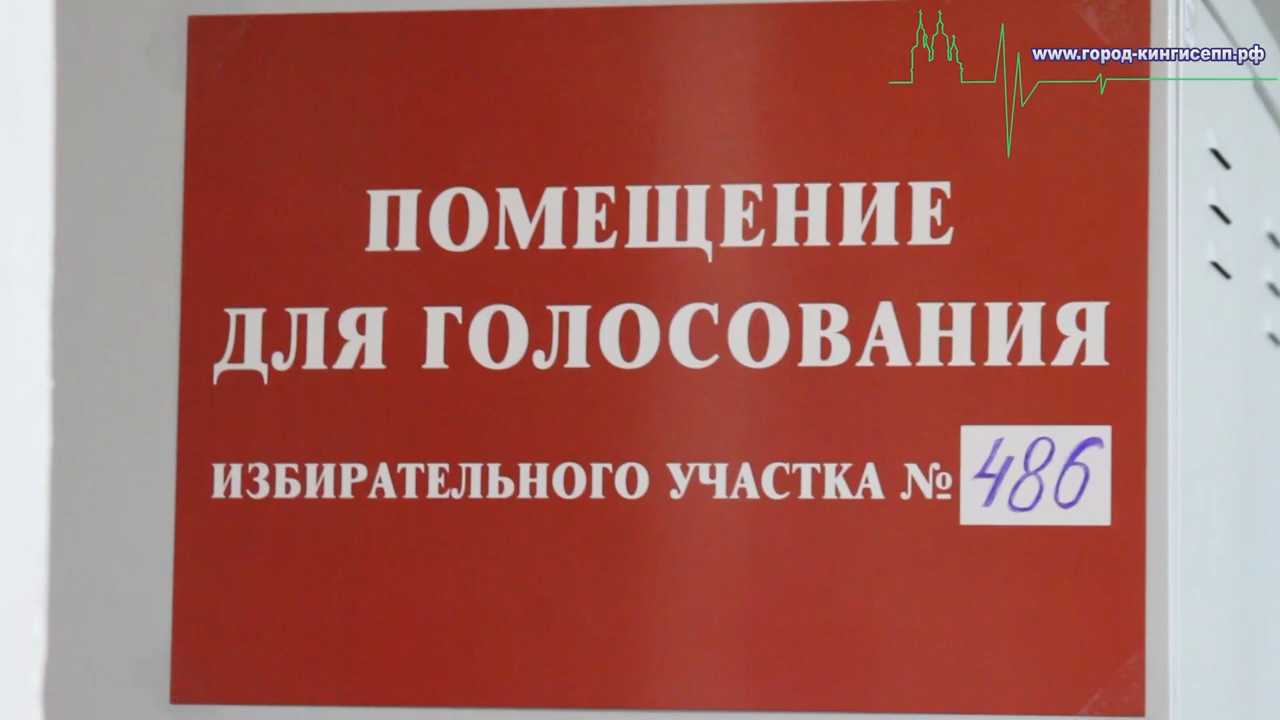 www.город-кингисепп.рф
ПОМЕЩЕНИЕ
ДЛЯ ГОЛОСОВАНИЯ
ИЗБИРАТЕЛЬНОГО УЧАСТКА № 486